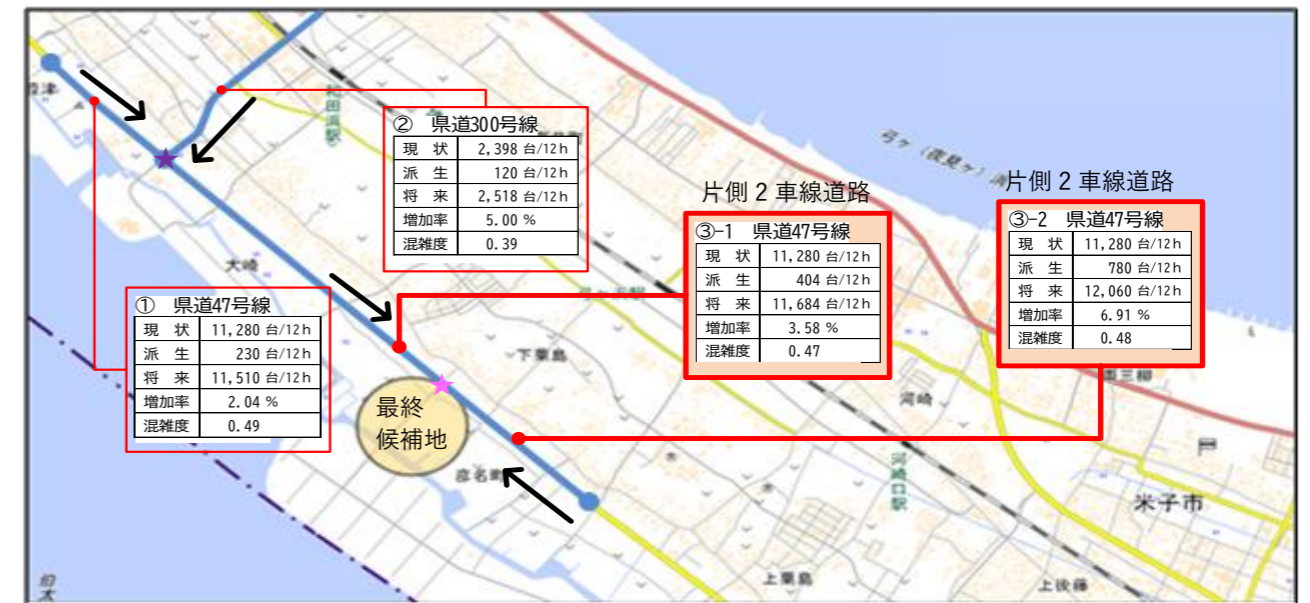 ② 県道300号線
現 状 2,398 台/12h
派 生 120 台/12h
将 来 2,518 台/12h
増加率 5.00 %
混雑度 0.39
片側2車線道路
③-1 県道47号線
現 状 11,280 台/12h
派 生 404 台/12h
将 来 11,684 台/12h
増加率 3.58 %
混雑度 0.47
片側2車線道路
③-2 県道47号線
現 状 11,280 台/12h
派 生 780 台/12h
将 来 12,060 台/12h
増加率 6.91 %
混雑度 0.48
① 県道47号線
現 状 11,280 台/12h
派 生 230 台/12h
将 来 11,510 台/12h
増加率 2.04 %
混雑度 0.49
最終
候補地
大崎
下粟島
彦名町
河崎
河崎口駅
米子市
上粟島
上後藤